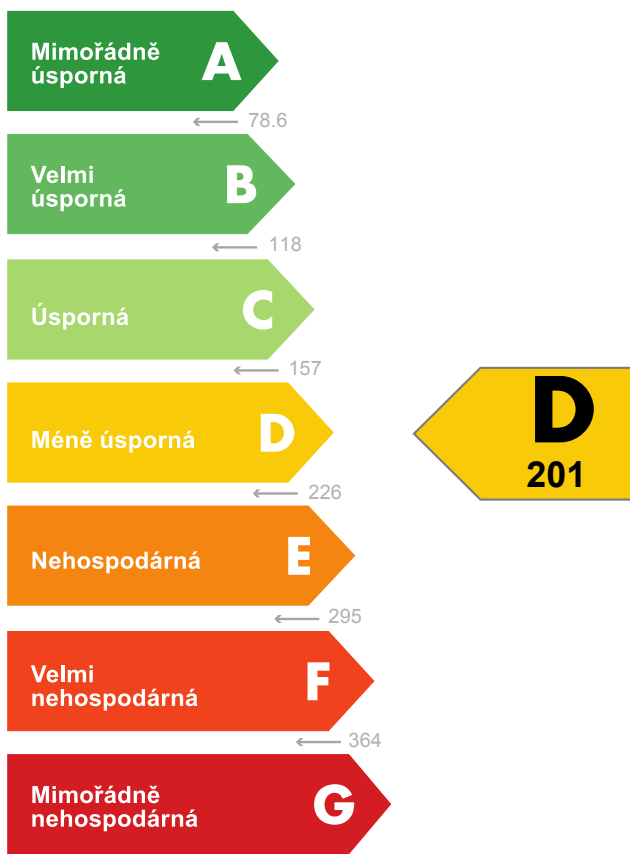 Mimořádně
úsporná
A
78.6
Velmi
úsporná
B
118
Úsporná
C
157
Méně úsporná
D
226
D
201
Nehospodárná
E
295
Velmi
nehospodárná
F
364
Mimořádně
nehospodárná
G